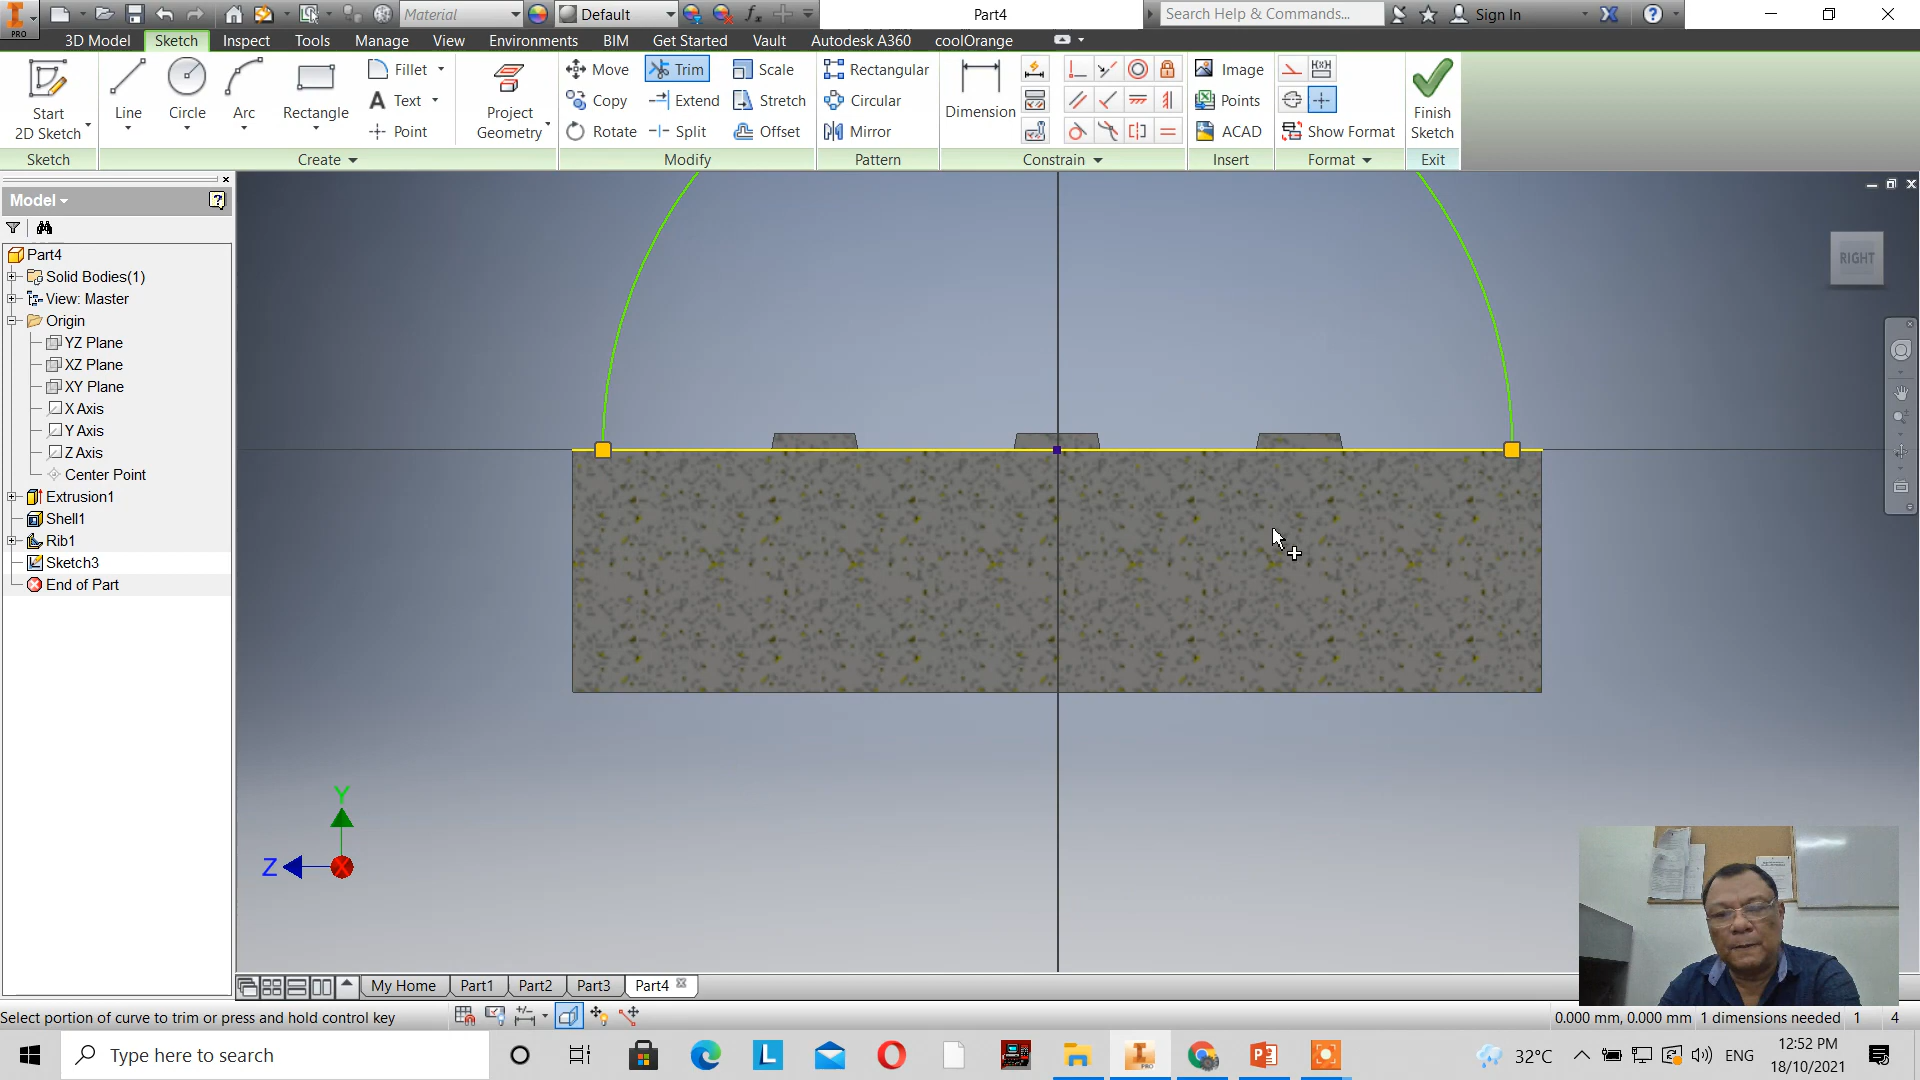 PRO
Material
Default
Part4
Search Help & Commands...
Sign In
3D Model Sketch Inspect Tools Manage View Environments BIM Get Started Vault Autodesk A360 coolOrange
Start
2D Sketch
Line
Circle
Arc
Rectangle
Fillet
Text
Point
Project
Geometry
Move
Copy
Rotate
Trim
Extend
Split
Scale
Stretch
Offset
Rectangular
Circular
Mirror
Dimension
Image
Points
ACAD
Show Format
Finish
Sketch
Sketch Create Modify Pattern Constrain Insert Format Exit
Model
Part4
Solid Bodies(1)
View: Master
Origin
YZ Plane
XZ Plane
XY Plane
X Axis
Y Axis
Z Axis
Center Point
Extrusion1
Shell1
Rib1
Sketch3
End of Part
RIGHT
Y
Z
X
My Home Part1 Part2 Part3 Part4
Select portion of curve to trim or press and hold control key
0.000 mm, 0.000 mm 1 dimensions needed 1 4
Type here to search
32°C
ENG
12:52 PM
18/10/2021